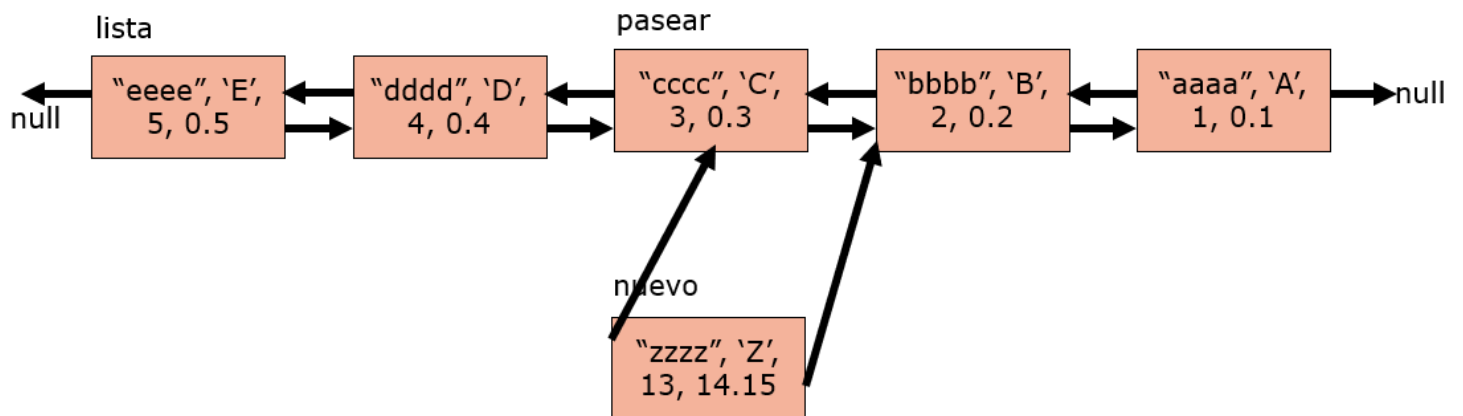 lista
pasear
null
“eeee”, ‘E’,
5, 0.5
“dddd”, ‘D’,
4, 0.4
“cccc”, ‘C’,
3, 0.3
“bbbb”, ‘B’,
2, 0.2
“aaaa”, ‘A’,
1, 0.1
null
nuevo
“zzzz”, ‘Z’,
13, 14.15